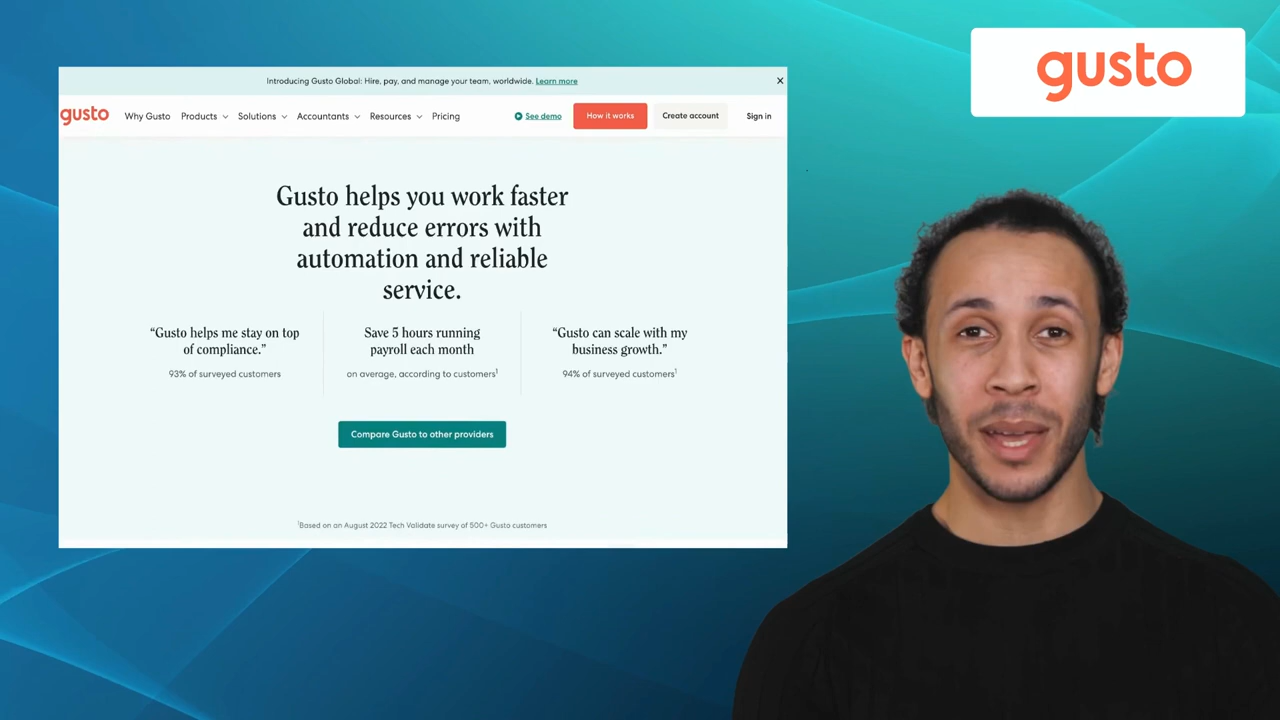 gusto
Introducing Gusto Global: Hire, pay, and manage your team, worldwide. Learn more
gusto Why Gusto Products Solutions Accountants Resources Pricing See demo How it works Create account Sign in
Gusto helps you work faster
and reduce errors with
automation and reliable
service.
“Gusto helps me stay on top
of compliance.”
93% of surveyed customers
Save 5 hours running
payroll each month
on average, according to customers¹
“Gusto can scale with my
business growth.”
94% of surveyed customers¹
Compare Gusto to other providers
¹Based on an August 2022 Tech Validate survey of 500+ Gusto customers